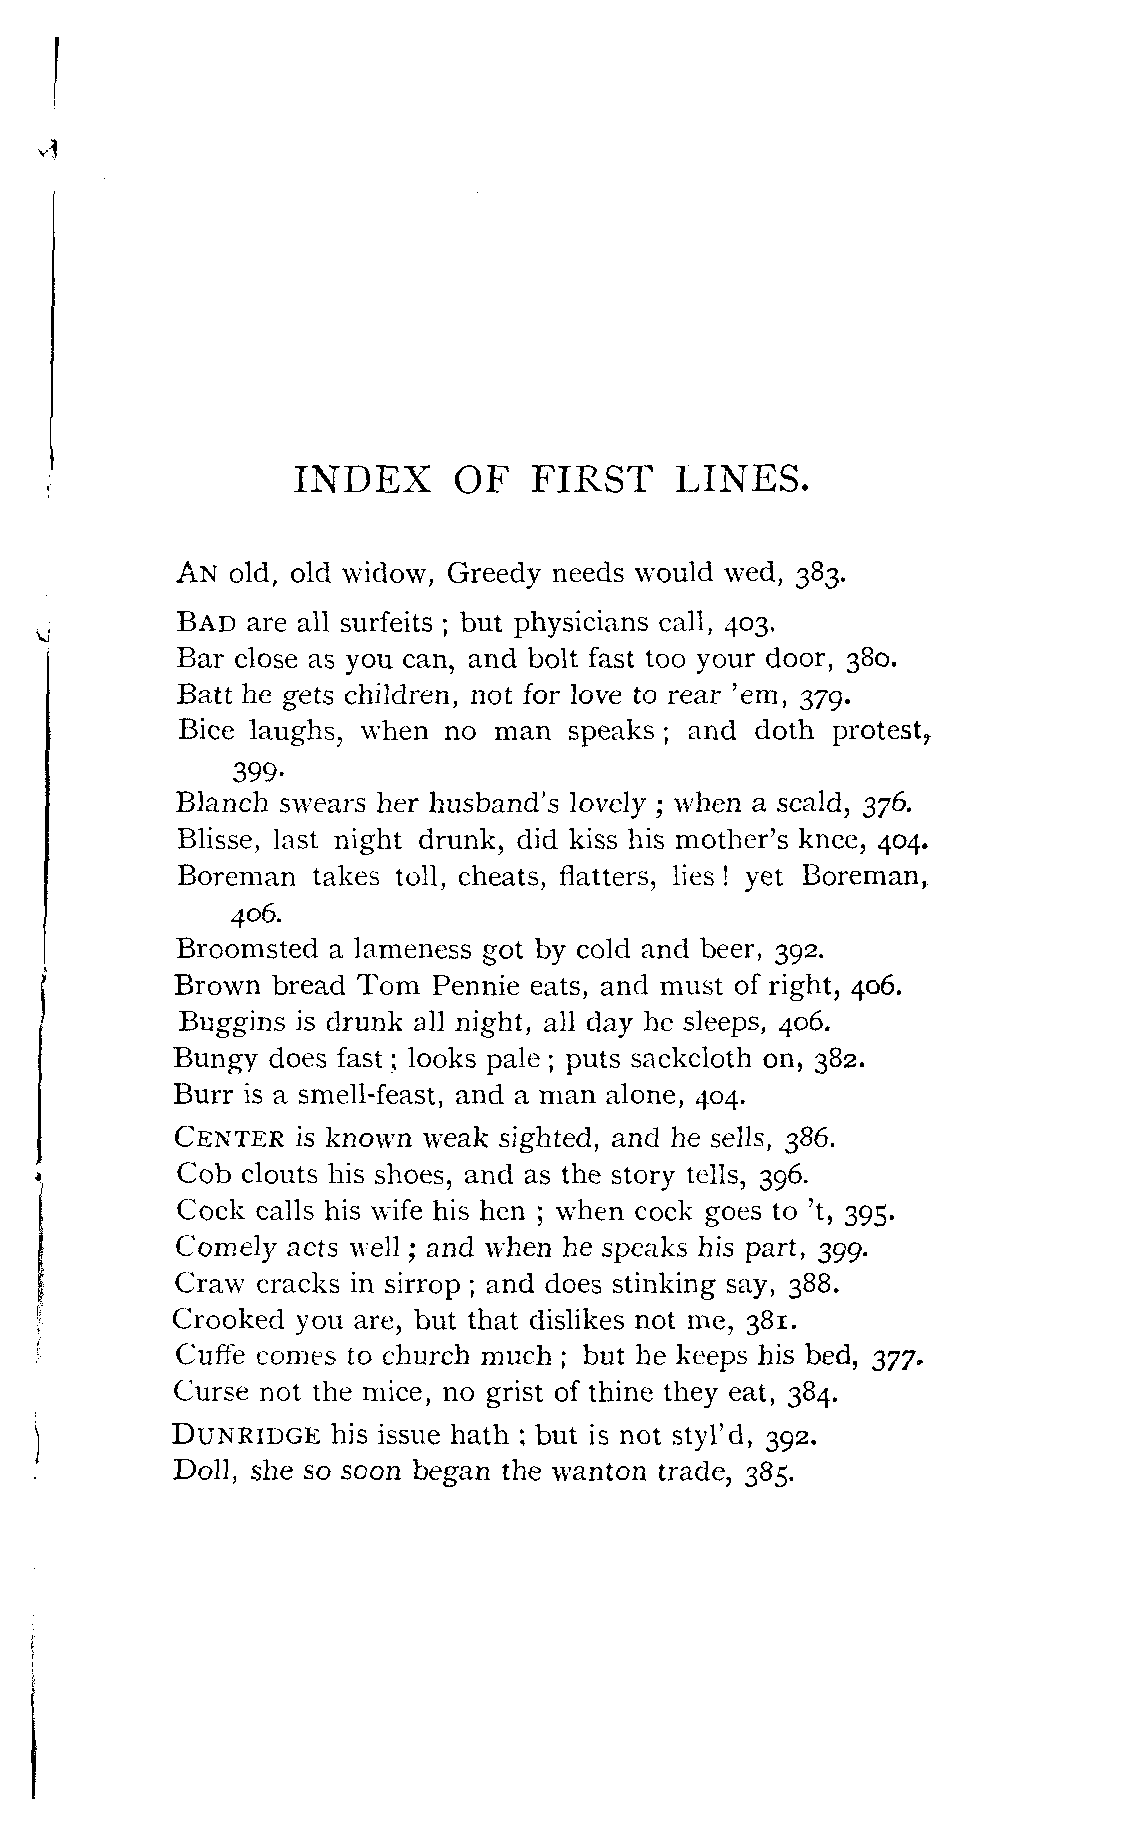 INDEX OF FIRST LINES.
AN old, old widow, Greedy needs would wed, 383.
BAD are all surfeits ; but physicians call, 403.
Bar close as you can, and bolt fast too your door, 380.
Batt he gets children, not for love to rear 'em, 379.
Bice laughs, when no man speaks ; and doth protest,
399.
Blanch swears her husband's lovely ; when a scald, 376.
Blisse, last night drunk, did kiss his mother's knee, 404.
Boreman takes toll, cheats, flatters, lies ! yet Boreman,
406.
Broomsted a lameness got by cold and beer, 392.
Brown bread Tom Pennie eats, and must of right, 406.
Buggins is drunk all night, all day he sleeps, 406.
Bungy does fast ; looks pale ; puts sackcloth on, 382.
Burr is a smell-feast, and a man alone, 404.
CENTER is known weak sighted, and he sells, 386.
Cob clouts his shoes, and as the story tells, 396.
Cock calls his wife his hen ; when cock goes to 't, 395.
Comely acts well ; and when he speaks his part, 399.
Craw cracks in sirrop ; and does stinking say, 388.
Crooked you are, but that dislikes not me, 381.
Cuffe comes to church much ; but he keeps his bed, 377.
Curse not the mice, no grist of thine they eat, 384.
DUNRIDGE his issue hath ; but is not styl'd, 392.
Doll, she so soon began the wanton trade, 385.